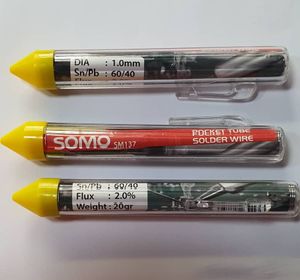 DIA : 1.0mm
Sn/Pb : 60/40
SOMO SM137
POCKET TUBE
SOLDER WIRE
Sn/Pb : 60/40
Flux : 2.0%
Weight : 20gr